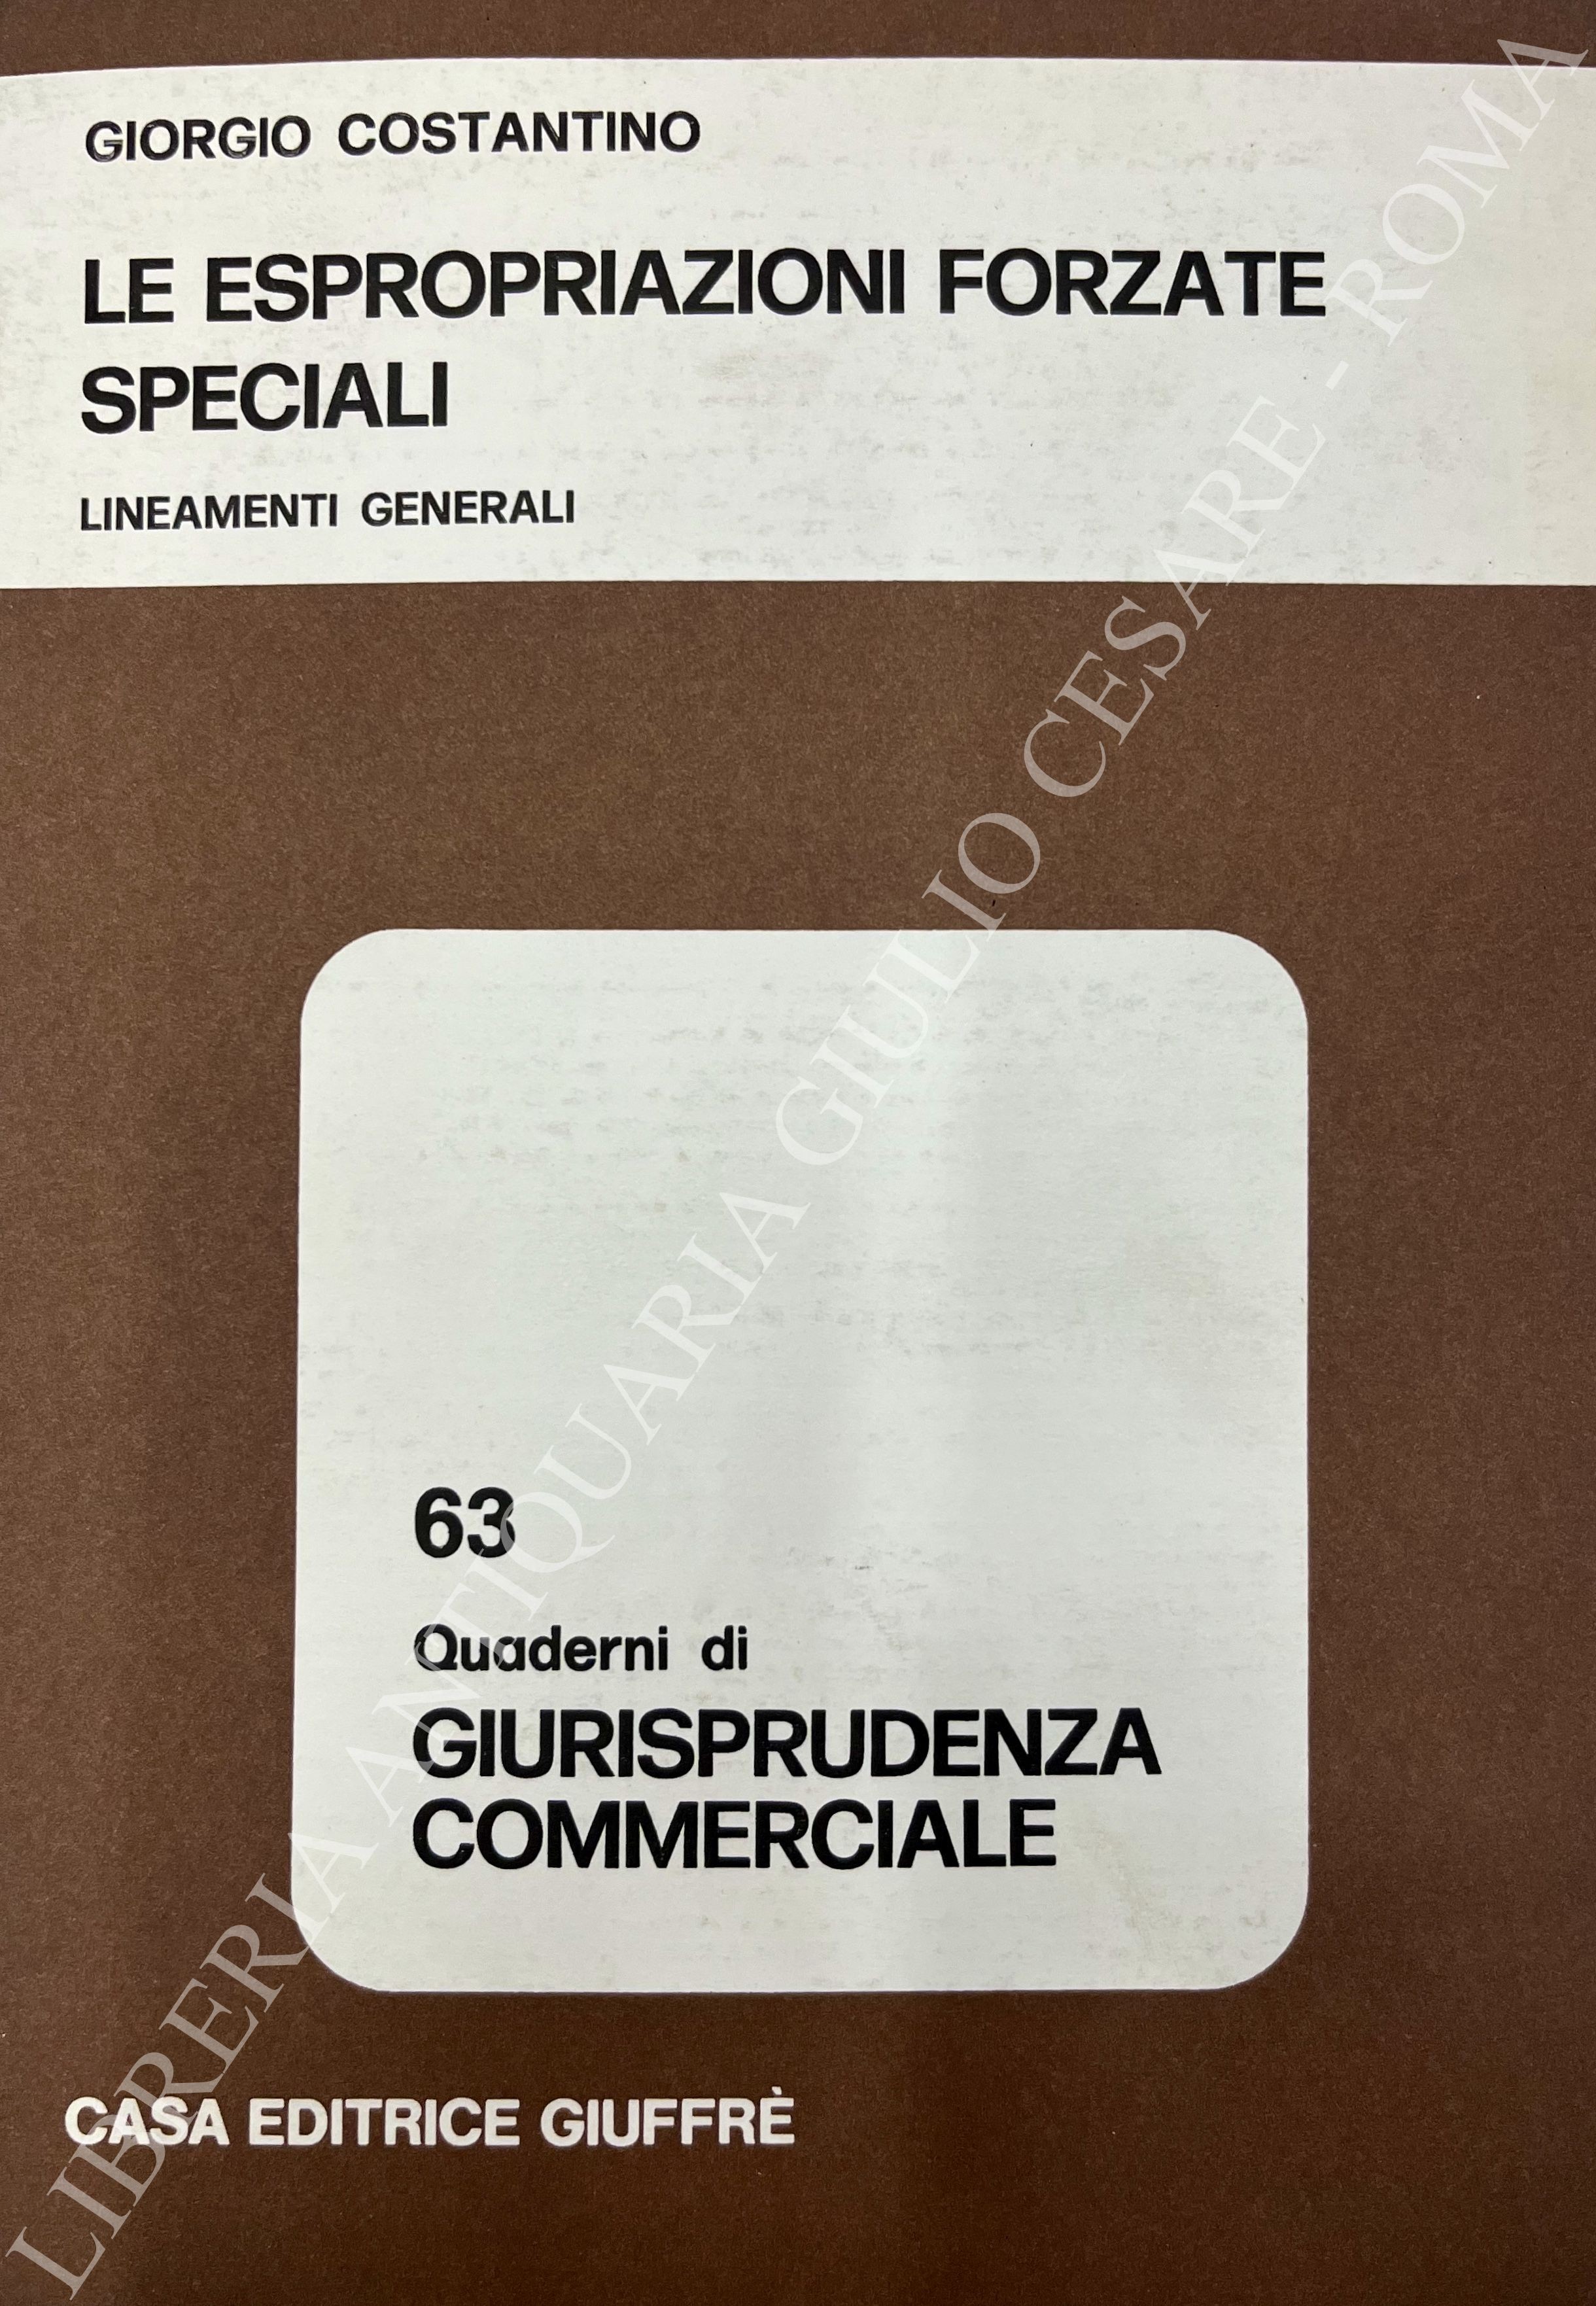 GIORGIO COSTANTINO
LE ESPROPRIAZIONI FORZATE
SPECIALI
LINEAMENTI GENERALI
63
Quaderni di
GIURISPRUDENZA
COMMERCIALE
CASA EDITRICE GIUFFRÈ
LIBRERIA ANTIQUARIA GIULIO CESARE - ROMA